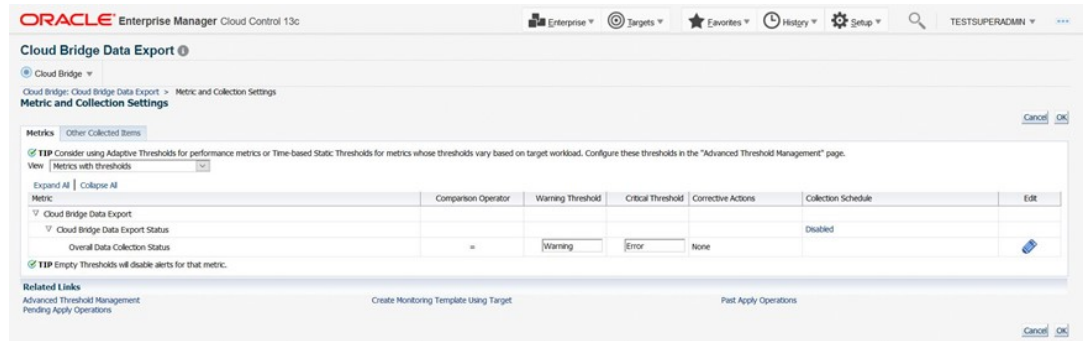 ORACLE Enterprise Manager Cloud Control 13c
Enterprise Targets Favorites History Setup TESTSUPERADMIN
Cloud Bridge Data Export
Cloud Bridge
Cloud Bridge: Cloud Bridge Data Export > Metric and Collection Settings
Metric and Collection Settings
Cancel OK
Metrics Other Collected Items
TIP Consider using Adaptive Thresholds for performance metrics or Time-based Static Thresholds for metrics whose thresholds vary based on target workload. Configure these thresholds in the "Advanced Threshold Management" page.
View Metrics with thresholds
Expand All | Collapse All
Metric Comparison Operator Warning Threshold Critical Threshold Corrective Actions Collection Schedule Edit
Cloud Bridge Data Export
Cloud Bridge Data Export Status Disabled
Overall Data Collection Status = Warning Error None
TIP Empty Thresholds will disable alerts for that metric.
Related Links
Advanced Threshold Management Create Monitoring Template Using Target Past Apply Operations
Pending Apply Operations
Cancel OK